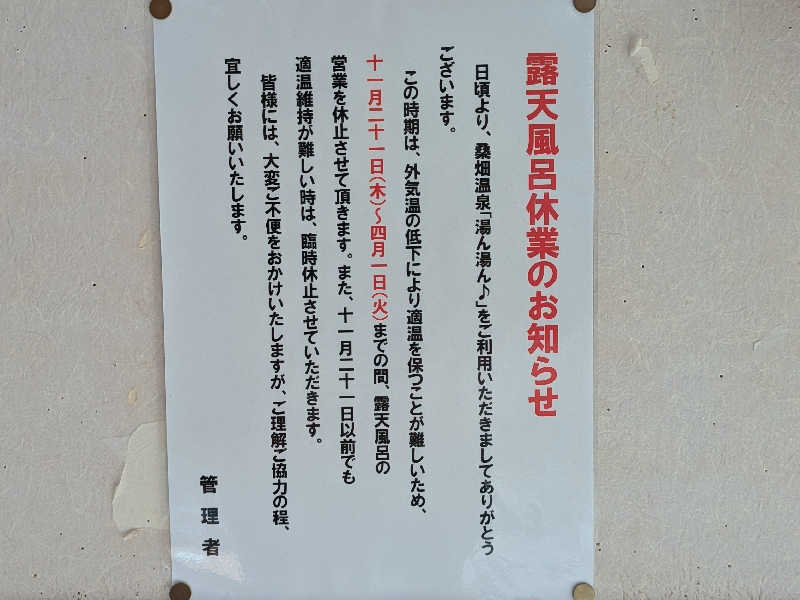 露天風呂休業のお知らせ
日頃より、桑畑温泉「湯ん湯ん♪」をご利用いただきましてありがとう
ございます。
この時期は、外気温の低下により適温を保つことが難しいため、
十一月二十一日(木)~四月一日(火)までの間、露天風呂の
営業を休止させて頂きます。また、十一月二十一日以前でも
適温維持が難しい時は、臨時休止させていただきます。
皆様には、大変ご不便をおかけいたしますが、ご理解ご協力の程、
宜しくお願いいたします。
管理者